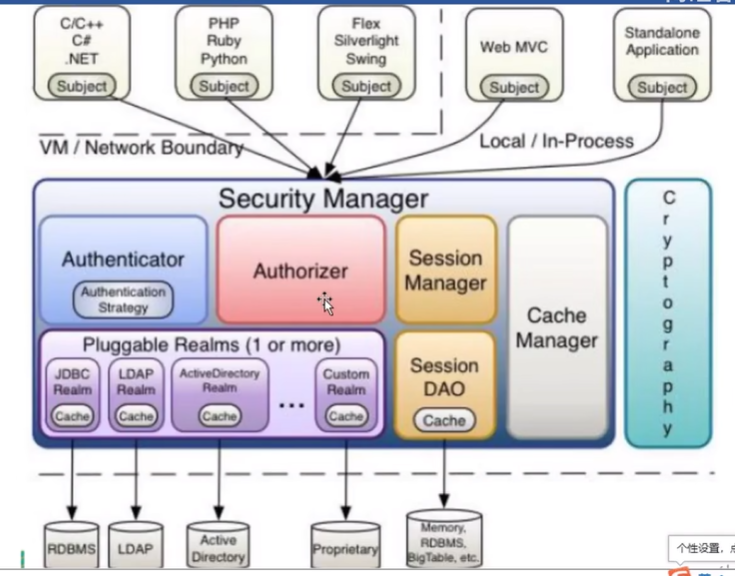 C/C++
C#
.NET
Subject
PHP
Ruby
Python
Subject
Flex
Silverlight
Swing
Subject
Web MVC
Subject
Standalone
Application
Subject
VM / Network Boundary
Local / In-Process
Security Manager
Authenticator
Authentication
Strategy
Authorizer
Session
Manager
Cache
Manager
Cryptography
Pluggable Realms (1 or more)
JDBC
Realm
Cache
LDAP
Realm
Cache
ActiveDirectory
Realm
Cache
...
Custom
Realm
Cache
Session
DAO
Cache
RDBMS
LDAP
Active
Directory
Proprietary
Memory,
RDBMS,
BigTable, etc.
个性设置,